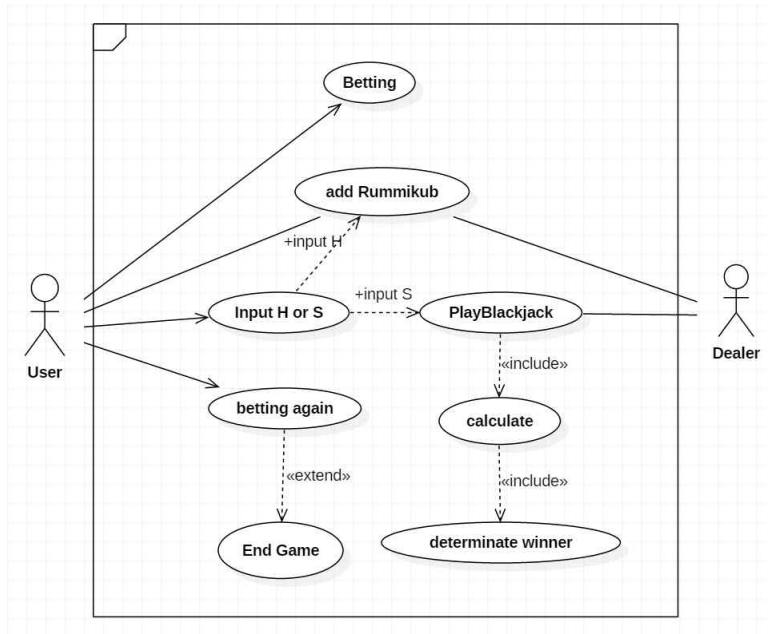 Betting
add Rummikub
+input H
+input S
Input H or S
PlayBlackjack
User
Dealer
«include»
betting again
calculate
«extend»
«include»
End Game
determinate winner